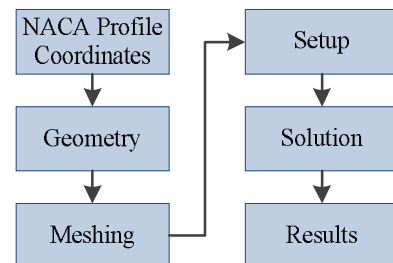 NACA Profile
Coordinates
Geometry
Meshing
Setup
Solution
Results